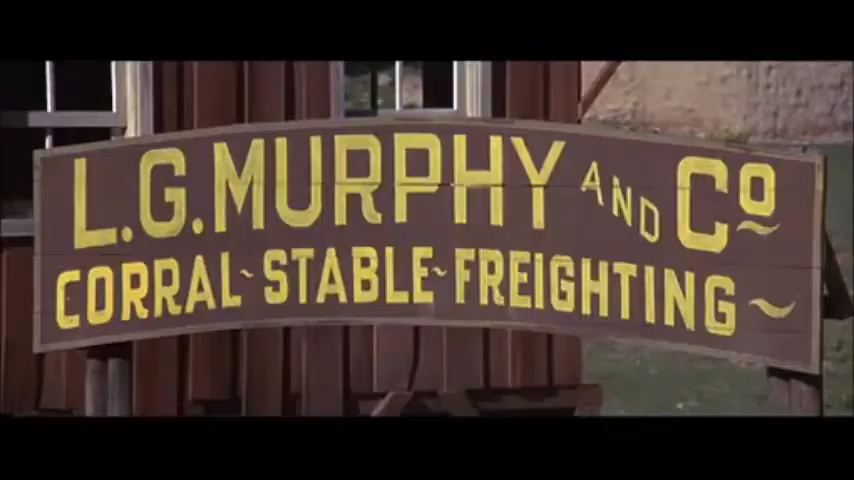 L.G. MURPHY AND Co
CORRAL ~ STABLE ~ FREIGHTING ~